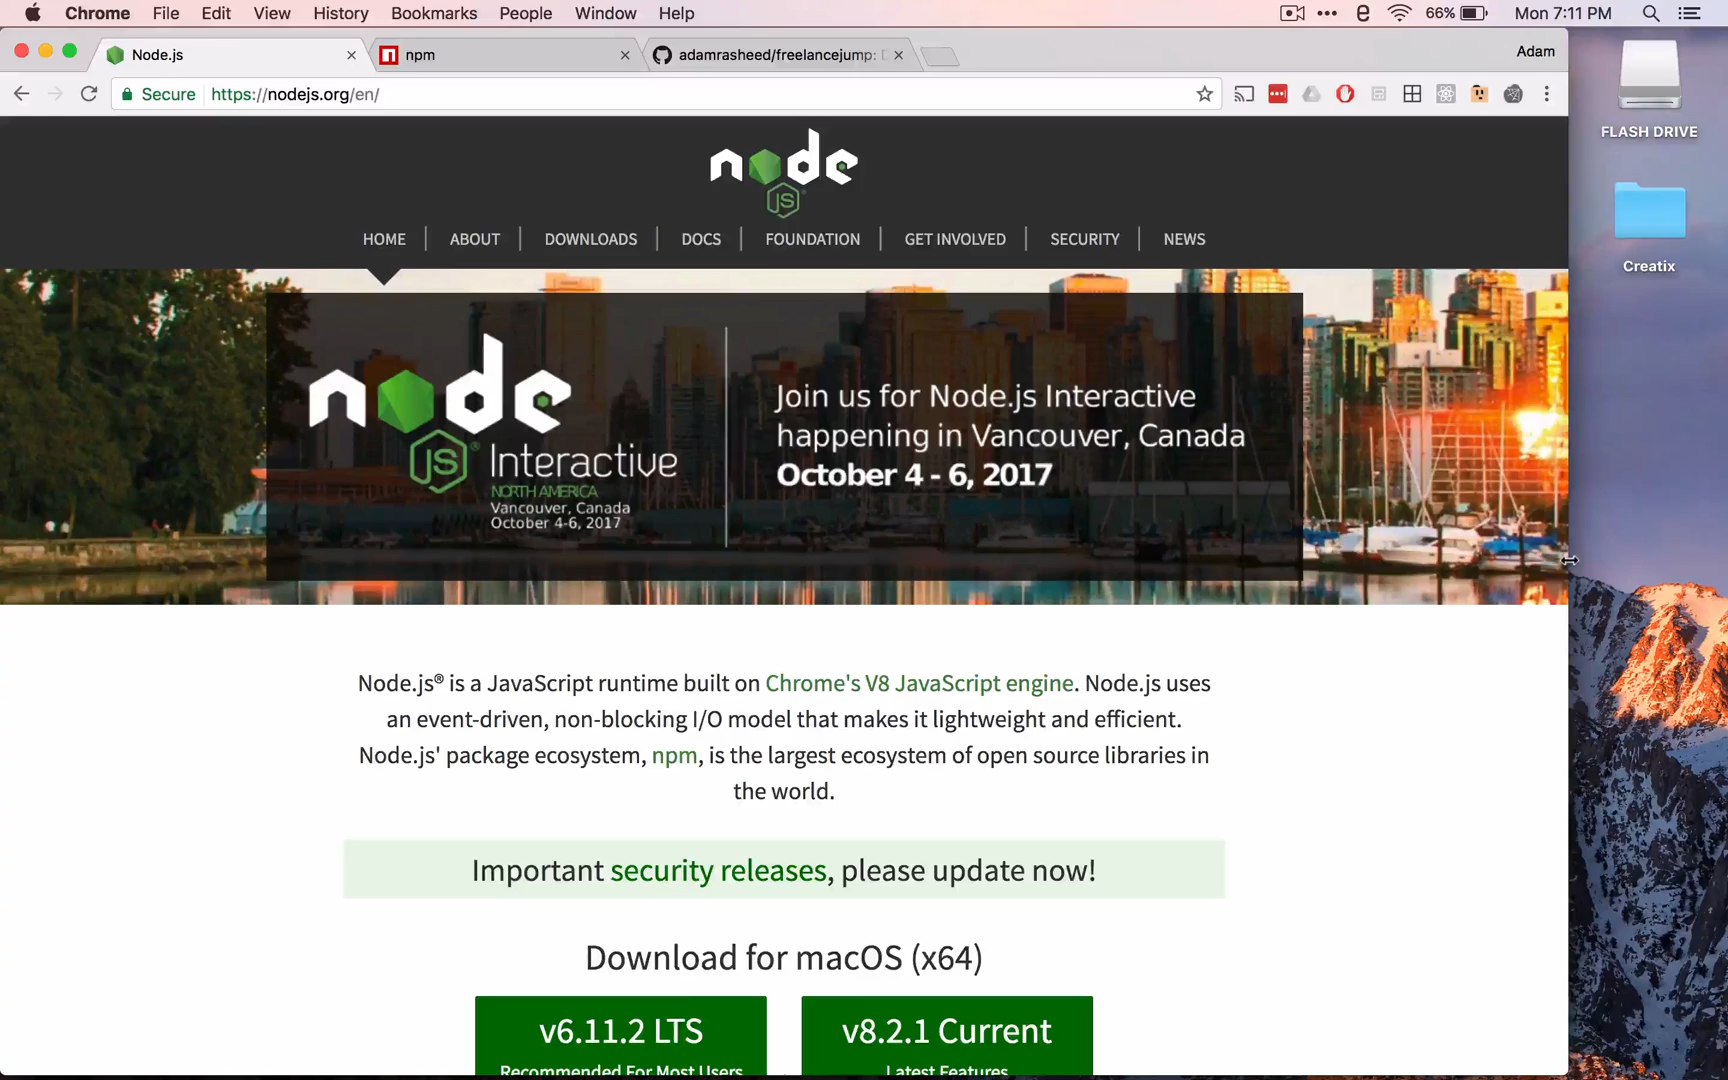 Chrome File Edit View History Bookmarks People Window Help 66% Mon 7:11 PM
Node.js npm adamrasheed/freelancejump: Adam
Secure https://nodejs.org/en/
FLASH DRIVE
Creatix
node
JS
HOME ABOUT DOWNLOADS DOCS FOUNDATION GET INVOLVED SECURITY NEWS
node
JS Interactive
NORTH AMERICA
Vancouver, Canada
October 4-6, 2017
Join us for Node.js Interactive
happening in Vancouver, Canada
October 4 - 6, 2017
Node.js® is a JavaScript runtime built on Chrome's V8 JavaScript engine. Node.js uses
an event-driven, non-blocking I/O model that makes it lightweight and efficient.
Node.js' package ecosystem, npm, is the largest ecosystem of open source libraries in
the world.
Important security releases, please update now!
Download for macOS (x64)
v6.11.2 LTS
Recommended For Most Users
v8.2.1 Current
Latest Features